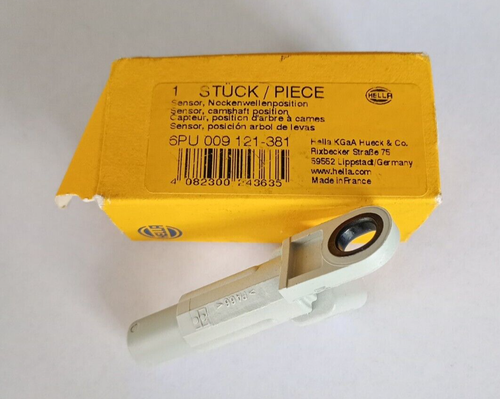 1 STÜCK / PIECE
HELLA
Sensor, Nockenwellenposition
Sensor, camshaft position
Capteur, position d'arbre à cames
Sensor, posición arbol de levas
6PU 009 121-381
4 082300 243635
Hella KGaA Hueck & Co.
Rixbecker Straße 75
59552 Lippstadt/Germany
www.hella.com
Made in France
HELLA